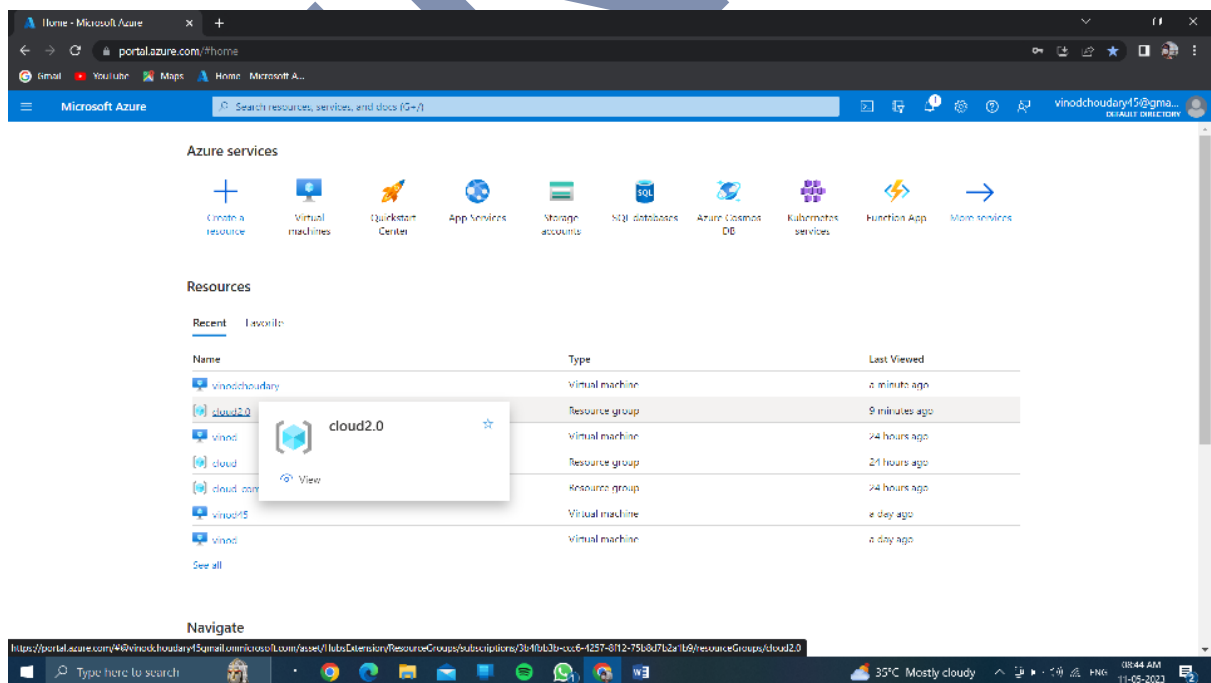 Home - Microsoft Azure
portal.azure.com/#home
Gmail YouTube Maps Home Microsoft A...
Microsoft Azure
Search resources, services, and docs (G+/)
1
vinodchoudary45@gma...
DEFAULT DIRECTORY
Azure services
Create a resource
Virtual machines
Quickstart Center
App Services
Storage accounts
SQL
SQL databases
Azure Cosmos DB
Kubernetes services
Function App
More services
Resources
Recent Favorite
Name Type Last Viewed
vinodchoudary Virtual machine a minute ago
cloud2.0 Resource group 9 minutes ago
vinod Virtual machine 24 hours ago
cloud Resource group 24 hours ago
cloud Resource group 24 hours ago
vinod45 Virtual machine a day ago
vinod Virtual machine a day ago
cloud2.0
View
See all
Navigate
Type here to search
35°C Mostly cloudy
ENG
08:44 AM
11-05-2023
2